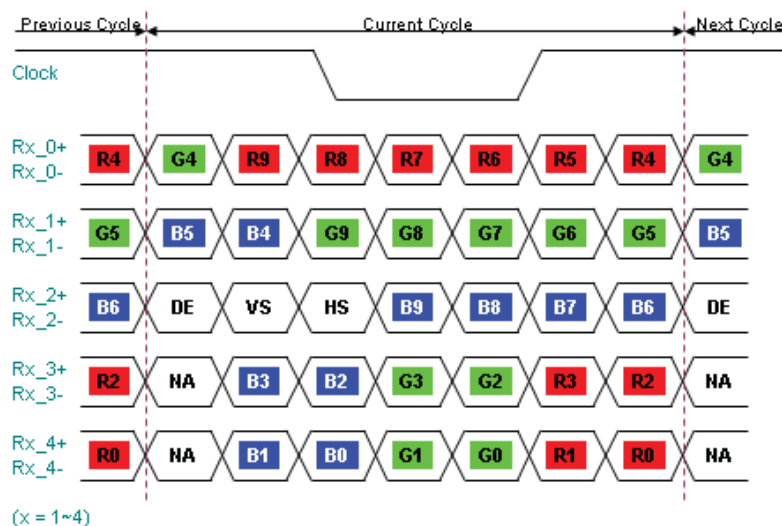 Previous Cycle Current Cycle Next Cycle
Clock
Rx_0+
Rx_0-
R4 G4 R9 R8 R7 R6 R5 R4 G4
Rx_1+
Rx_1-
G5 B5 B4 G9 G8 G7 G6 G5 B5
Rx_2+
Rx_2-
B6 DE VS HS B9 B8 B7 B6 DE
Rx_3+
Rx_3-
R2 NA B3 B2 G3 G2 R3 R2 NA
Rx_4+
Rx_4-
R0 NA B1 B0 G1 G0 R1 R0 NA
(x = 1~4)